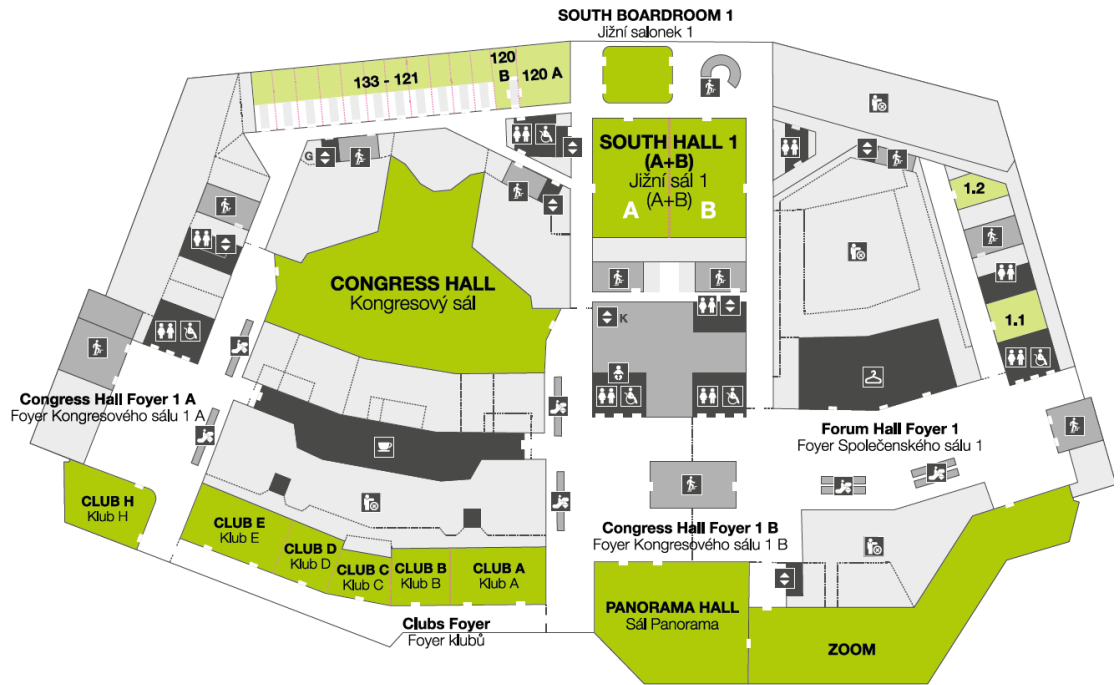 SOUTH BOARDROOM 1
Jižní salonek 1
133 - 121
120
B
120 A
SOUTH HALL 1
(A+B)
Jižní sál 1
(A+B)
A
B
G
1.2
CONGRESS HALL
Kongresový sál
K
1.1
Congress Hall Foyer 1 A
Foyer Kongresového sálu 1 A
Forum Hall Foyer 1
Foyer Společenského sálu 1
CLUB H
Klub H
CLUB E
Klub E
CLUB D
Klub D
CLUB C
Klub C
CLUB B
Klub B
CLUB A
Klub A
Congress Hall Foyer 1 B
Foyer Kongresového sálu 1 B
PANORAMA HALL
Sál Panorama
Clubs Foyer
Foyer klubů
ZOOM